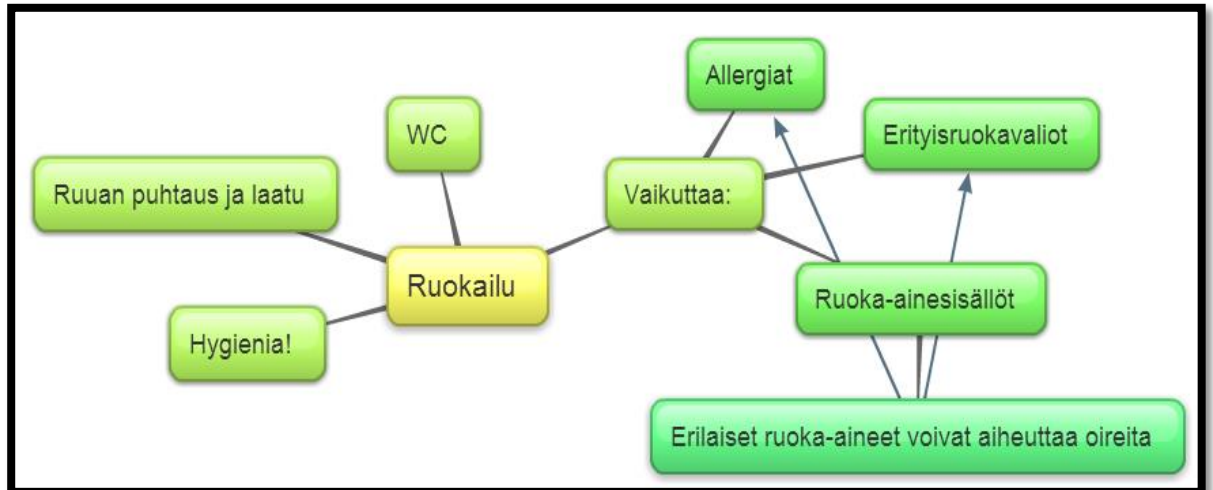 Allergiat
WC
Erityisruokavaliot
Ruuan puhtaus ja laatu
Vaikuttaa:
Ruokailu
Ruoka-ainesisällöt
Hygienia!
Erilaiset ruoka-aineet voivat aiheuttaa oireita